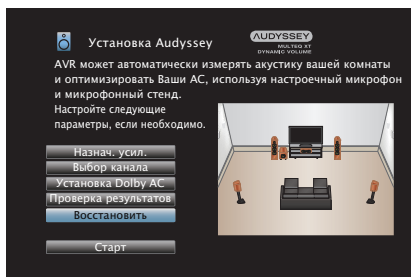 Установка Audyssey
AUDYSSEY
MULTEQ XT
DYNAMIC VOLUME
AVR может автоматически измерять акустику вашей комнаты
и оптимизировать Ваши АС, используя настроечный микрофон
и микрофонный стенд.
Настройте следующие
параметры, если необходимо.
Назнач. усил.
Выбор канала
Установка Dolby АС
Проверка результатов
Восстановить
Старт